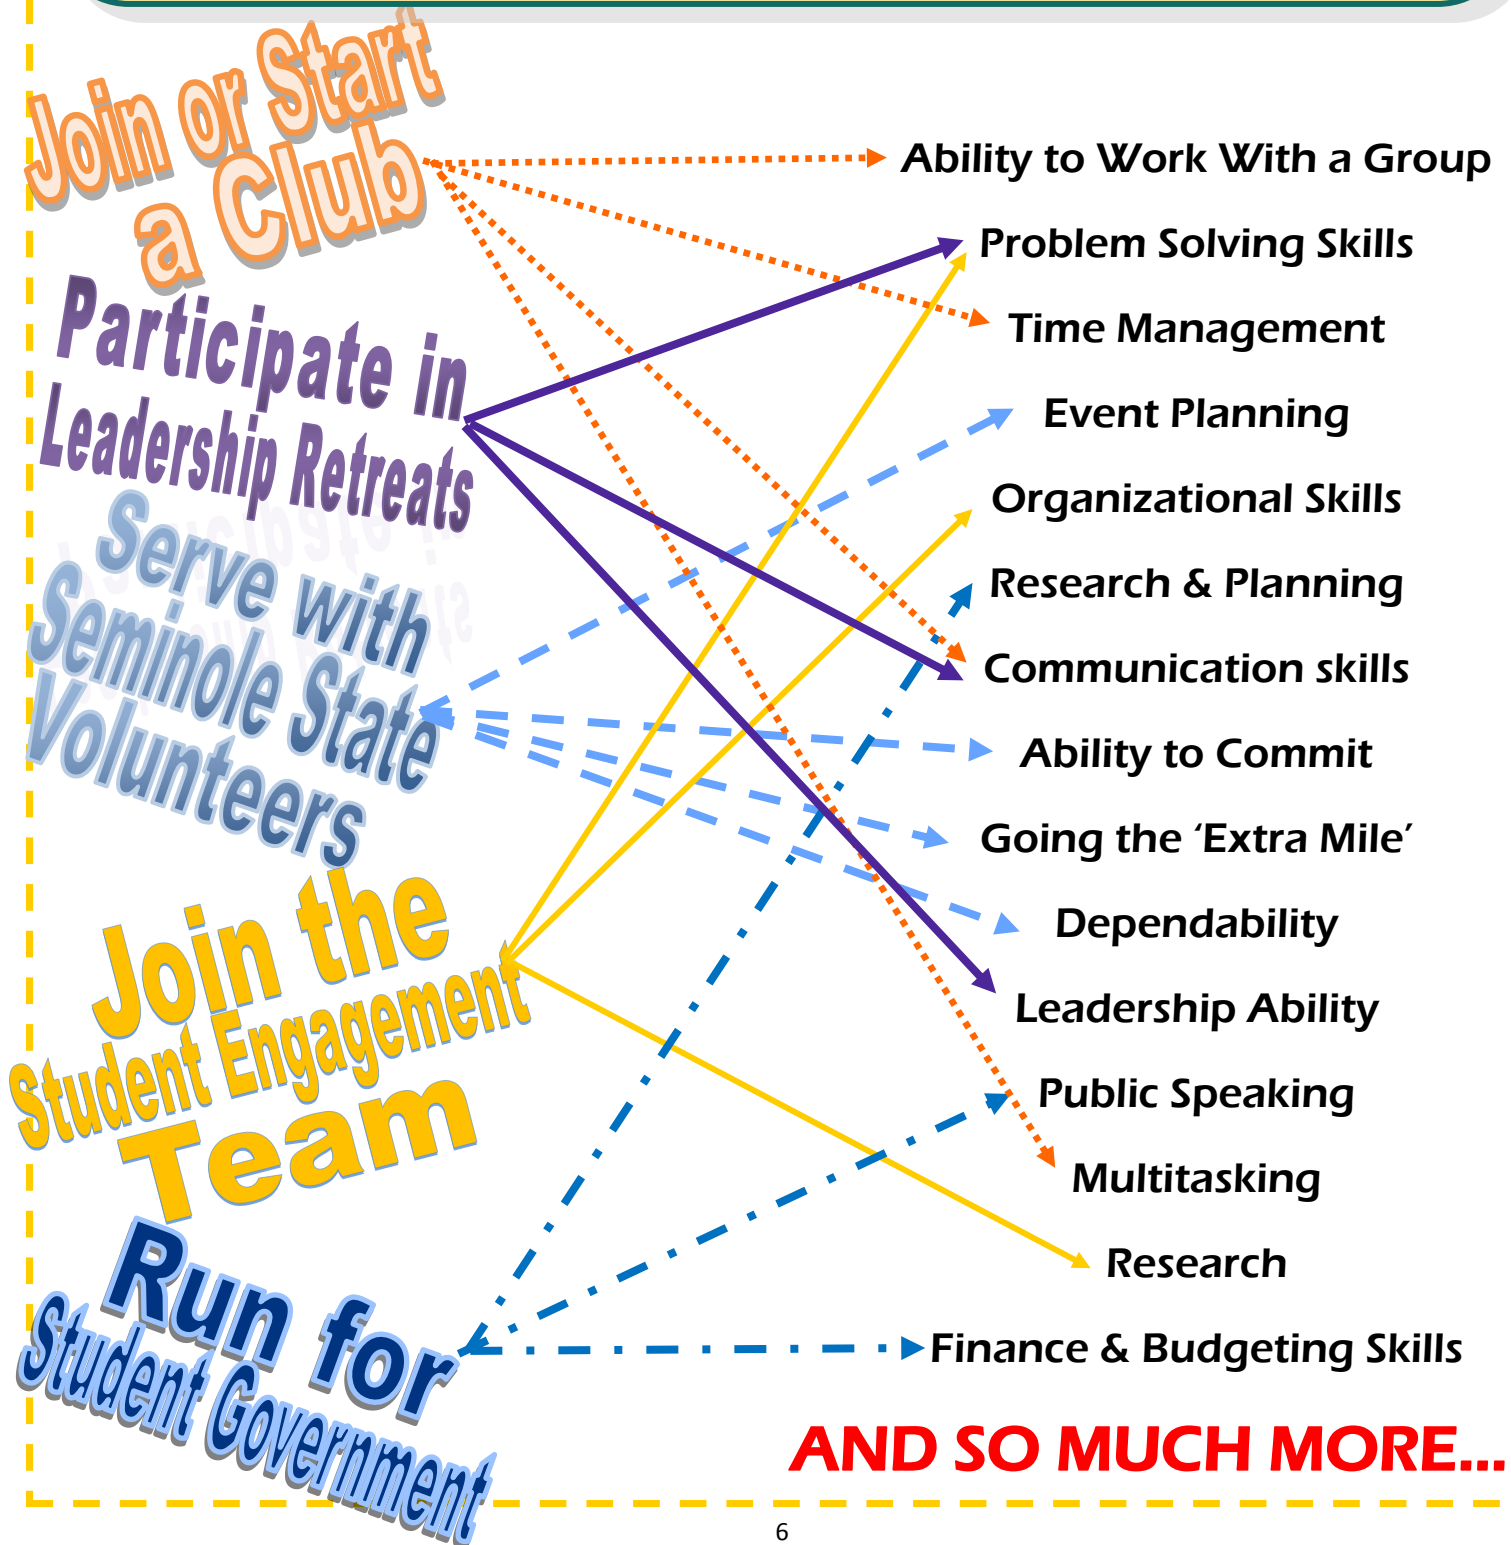 Join or Start
a Club
Participate in
Leadership Retreats
Serve with
Seminole State
Volunteers
Join the
Student Engagement
Team
Run for
Student Government
Ability to Work With a Group
Problem Solving Skills
Time Management
Event Planning
Organizational Skills
Research & Planning
Communication skills
Ability to Commit
Going the ‘Extra Mile’
Dependability
Leadership Ability
Public Speaking
Multitasking
Research
Finance & Budgeting Skills
AND SO MUCH MORE...
6